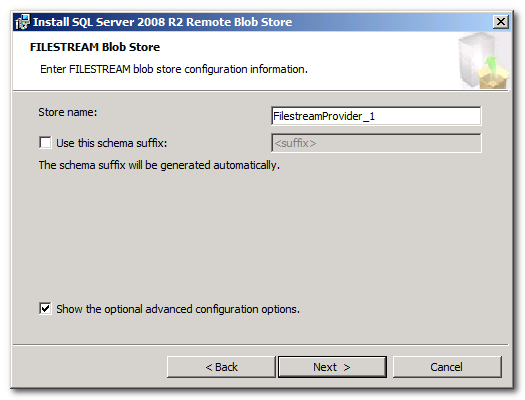 Install SQL Server 2008 R2 Remote Blob Store
FILESTREAM Blob Store
Enter FILESTREAM blob store configuration information.
Store name:
FilestreamProvider_1
Use this schema suffix:
<suffix>
The schema suffix will be generated automatically.
Show the optional advanced configuration options.
< Back
Next >
Cancel